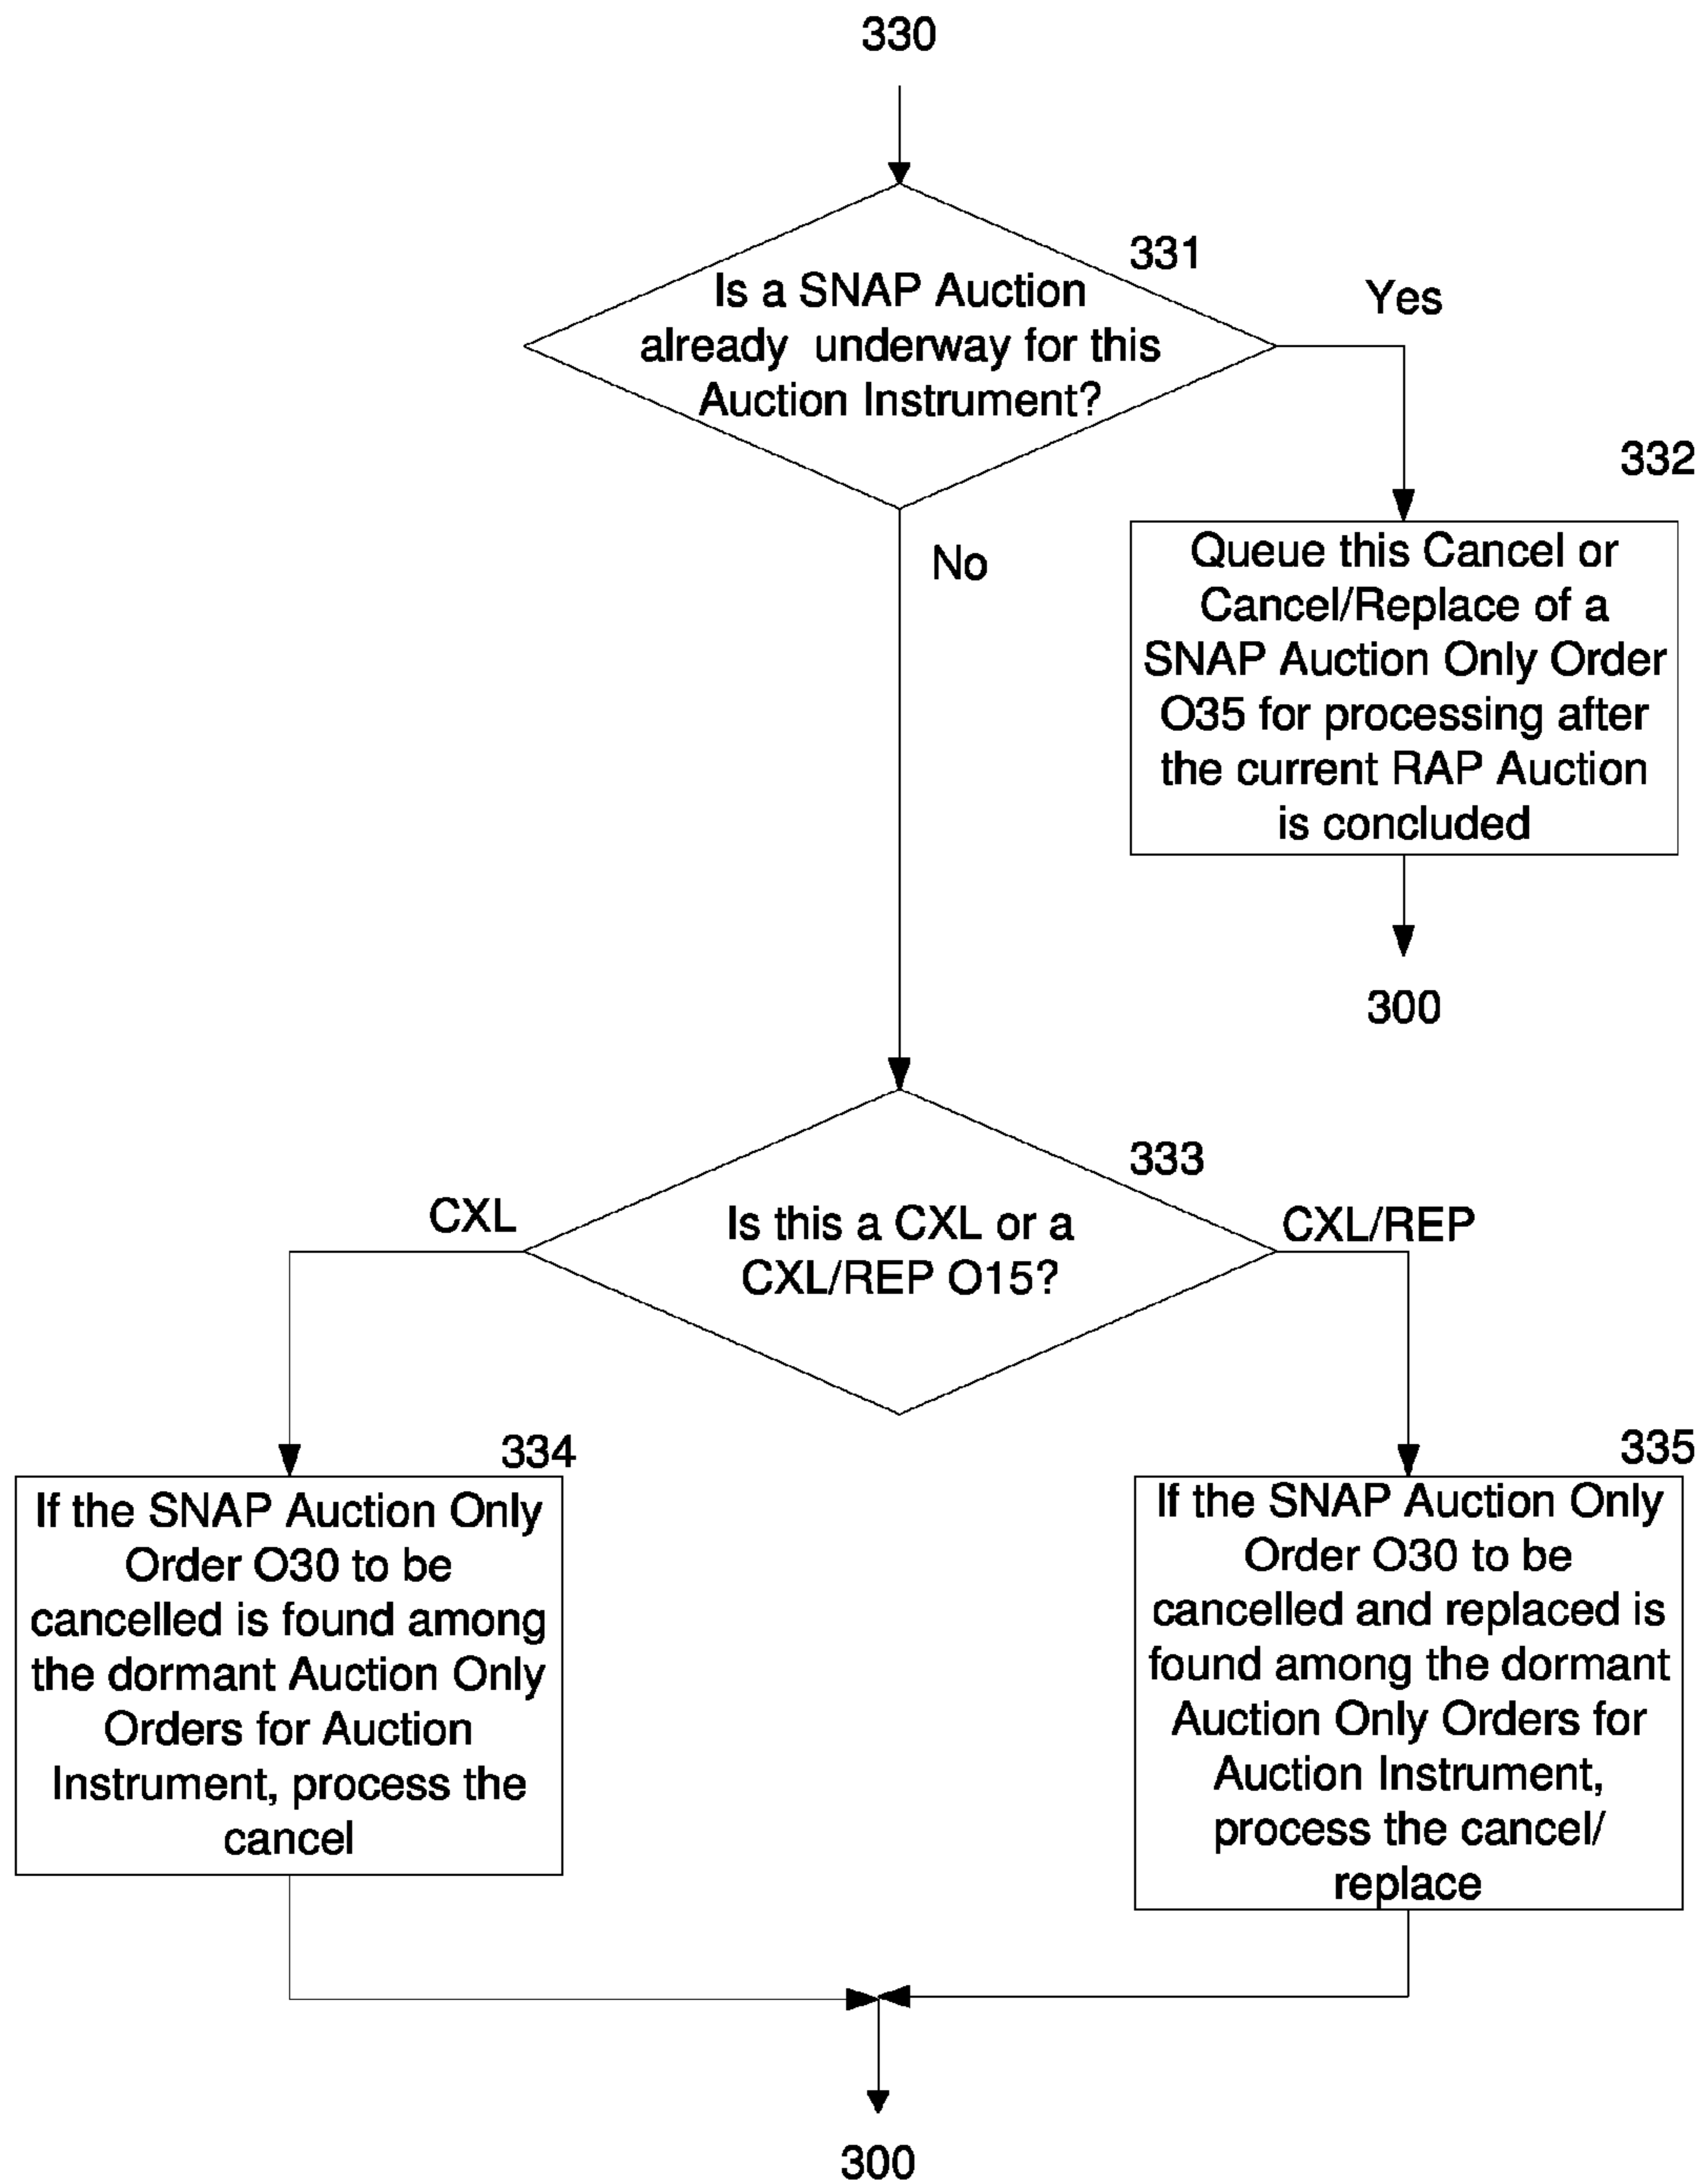 330
331
Is a SNAP Auction
already underway for this
Auction Instrument?
Yes
332
No
Queue this Cancel or
Cancel/Replace of a
SNAP Auction Only Order
O35 for processing after
the current RAP Auction
is concluded
300
333
CXL
Is this a CXL or a
CXL/REP O15?
CXL/REP
334
If the SNAP Auction Only
Order O30 to be
cancelled is found among
the dormant Auction Only
Orders for Auction
Instrument, process the
cancel
335
If the SNAP Auction Only
Order O30 to be
cancelled and replaced is
found among the dormant
Auction Only Orders for
Auction Instrument,
process the cancel/
replace
300